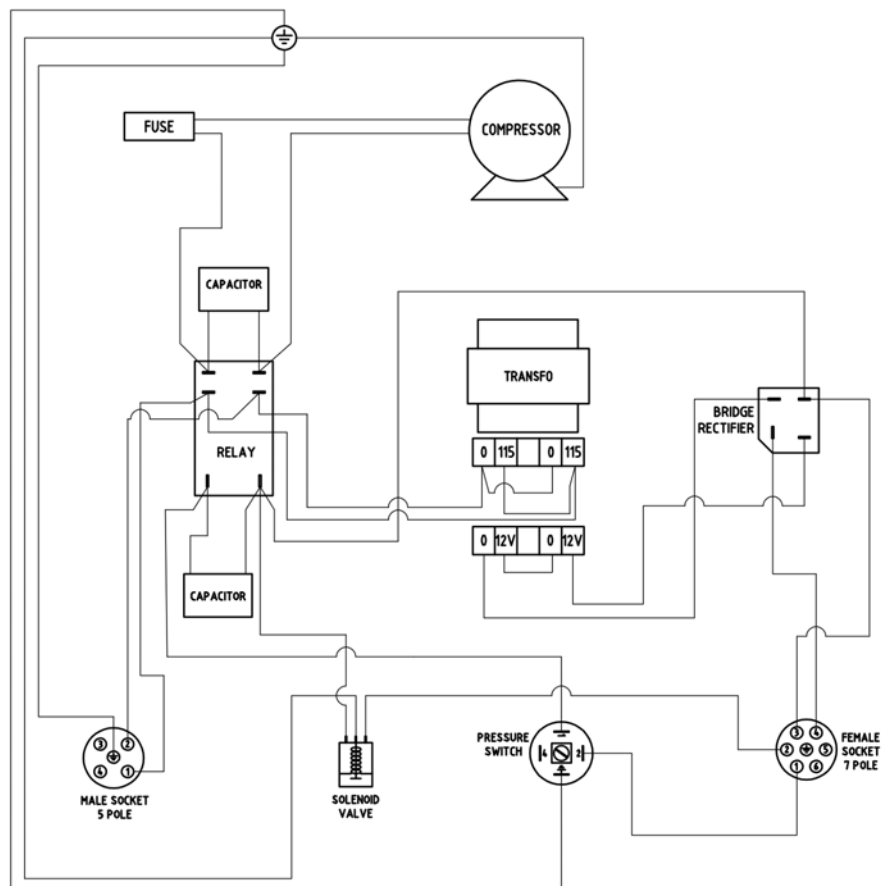 FUSE
COMPRESSOR
CAPACITOR
TRANSFO
BRIDGE
RECTIFIER
RELAY
0 115 0 115
0 12V 0 12V
CAPACITOR
3 2
4 1
MALE SOCKET
5 POLE
SOLENOID
VALVE
PRESSURE
SWITCH
4 2
3 4
2 5
1 6
FEMALE
SOCKET
7 POLE